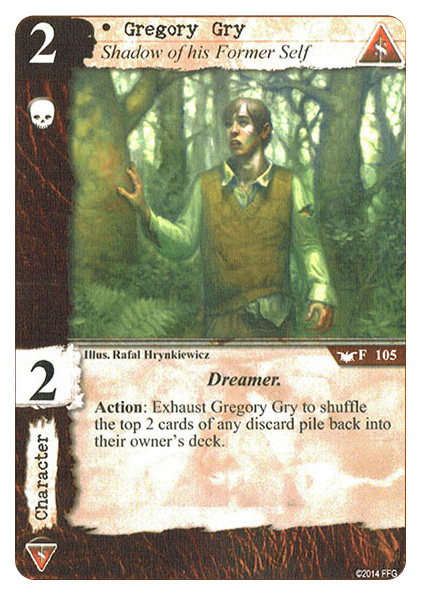 2
• Gregory Gry
Shadow of his Former Self
Illus. Rafal Hrynkiewicz
F 105
2
Dreamer.
Action: Exhaust Gregory Gry to shuffle
the top 2 cards of any discard pile back into
their owner's deck.
Character
©2014 FFG